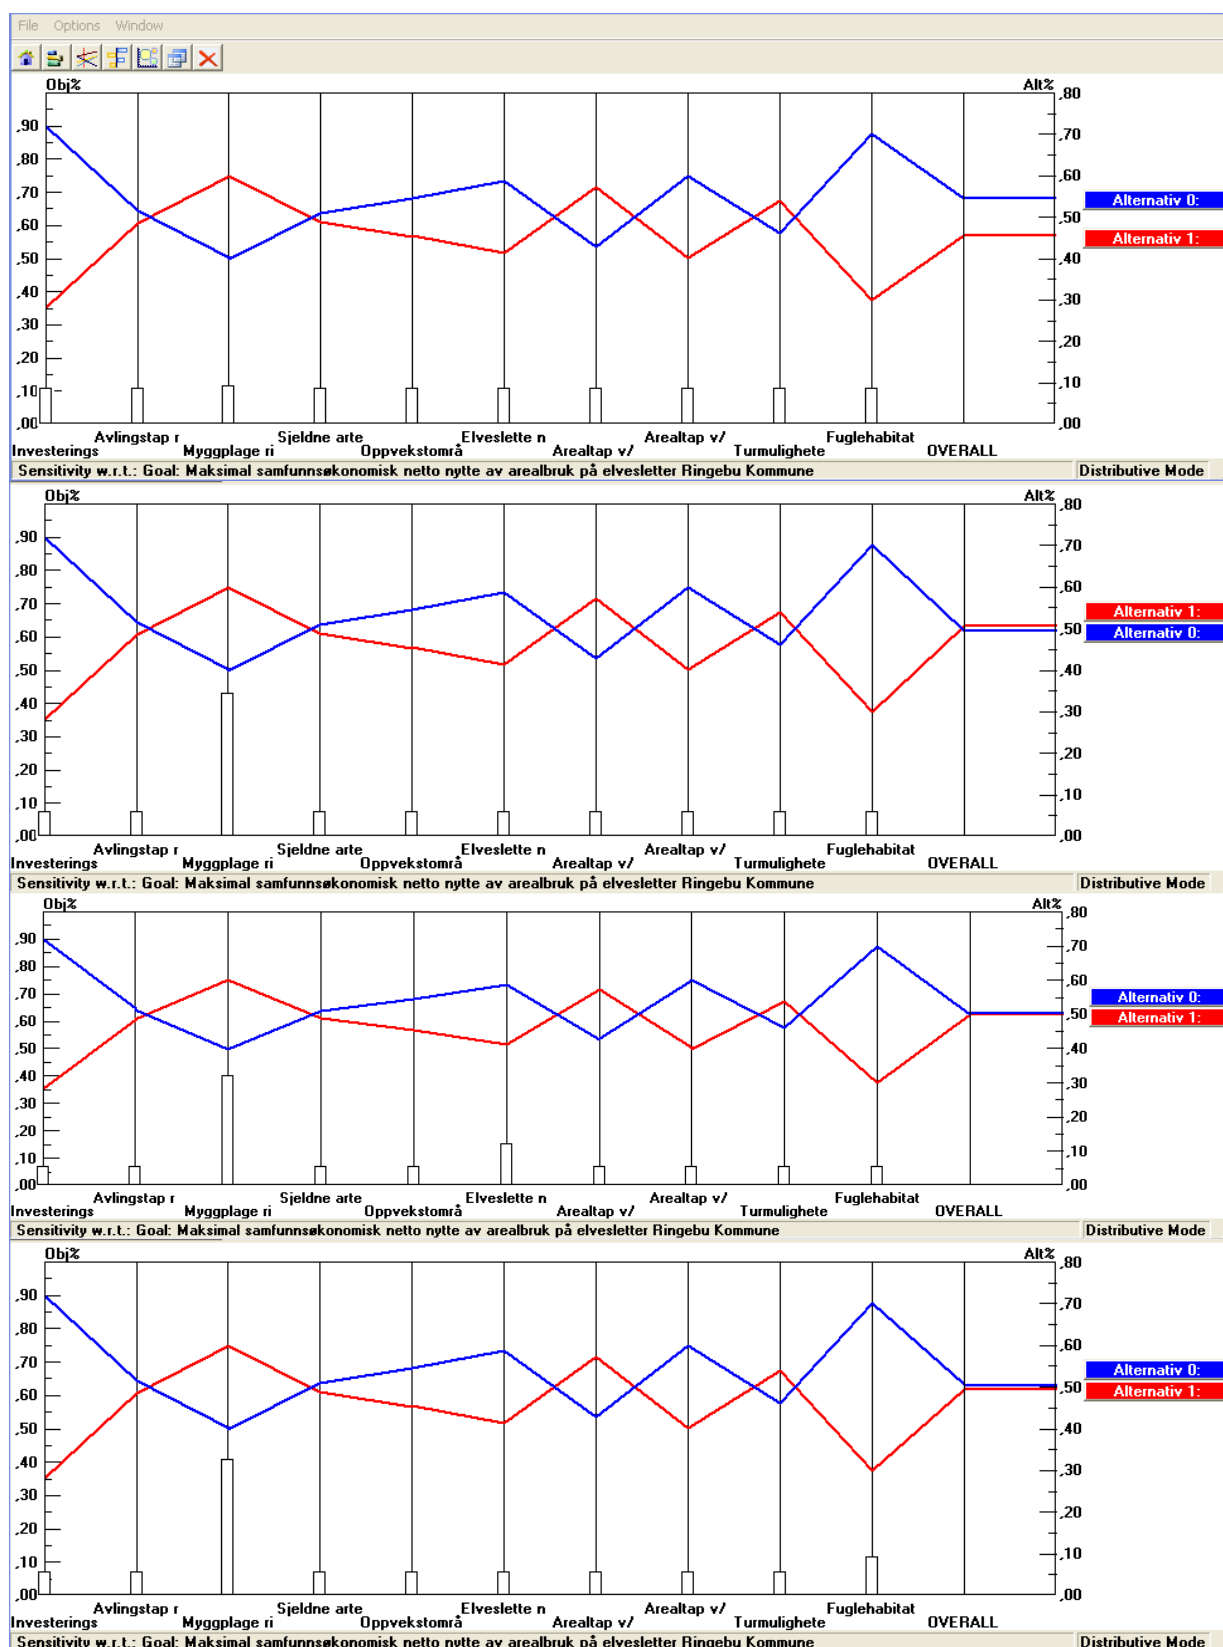 File Options Window
Obj% Alt%
,90 ,80 ,70 ,60 ,50 ,40 ,30 ,20 ,10 ,00
,80 ,70 ,60 ,50 ,40 ,30 ,20 ,10 ,00
Alternativ 0:
Alternativ 1:
Avlingstap r Sjeldne arte Elveslette n Arealtap v/ Fuglehabitat
Investerings Myggplage ri Oppvekstområ Arealtap v/ Turmulighete OVERALL
Sensitivity w.r.t.: Goal: Maksimal samfunnsøkonomisk netto nytte av arealbruk på elvesletter Ringebu Kommune Distributive Mode
Obj% Alt%
,90 ,80 ,70 ,60 ,50 ,40 ,30 ,20 ,10 ,00
,80 ,70 ,60 ,50 ,40 ,30 ,20 ,10 ,00
Alternativ 1:
Alternativ 0:
Avlingstap r Sjeldne arte Elveslette n Arealtap v/ Fuglehabitat
Investerings Myggplage ri Oppvekstområ Arealtap v/ Turmulighete OVERALL
Sensitivity w.r.t.: Goal: Maksimal samfunnsøkonomisk netto nytte av arealbruk på elvesletter Ringebu Kommune Distributive Mode
Obj% Alt%
,90 ,80 ,70 ,60 ,50 ,40 ,30 ,20 ,10 ,00
,80 ,70 ,60 ,50 ,40 ,30 ,20 ,10 ,00
Alternativ 0:
Alternativ 1:
Avlingstap r Sjeldne arte Elveslette n Arealtap v/ Fuglehabitat
Investerings Myggplage ri Oppvekstområ Arealtap v/ Turmulighete OVERALL
Sensitivity w.r.t.: Goal: Maksimal samfunnsøkonomisk netto nytte av arealbruk på elvesletter Ringebu Kommune Distributive Mode
Obj% Alt%
,90 ,80 ,70 ,60 ,50 ,40 ,30 ,20 ,10 ,00
,80 ,70 ,60 ,50 ,40 ,30 ,20 ,10 ,00
Alternativ 0:
Alternativ 1:
Avlingstap r Sjeldne arte Elveslette n Arealtap v/ Fuglehabitat
Investerings Myggplage ri Oppvekstområ Arealtap v/ Turmulighete OVERALL
Sensitivity w.r.t.: Goal: Maksimal samfunnsøkonomisk netto nytte av arealbruk på elvesletter Ringebu Kommune Distributive Mode